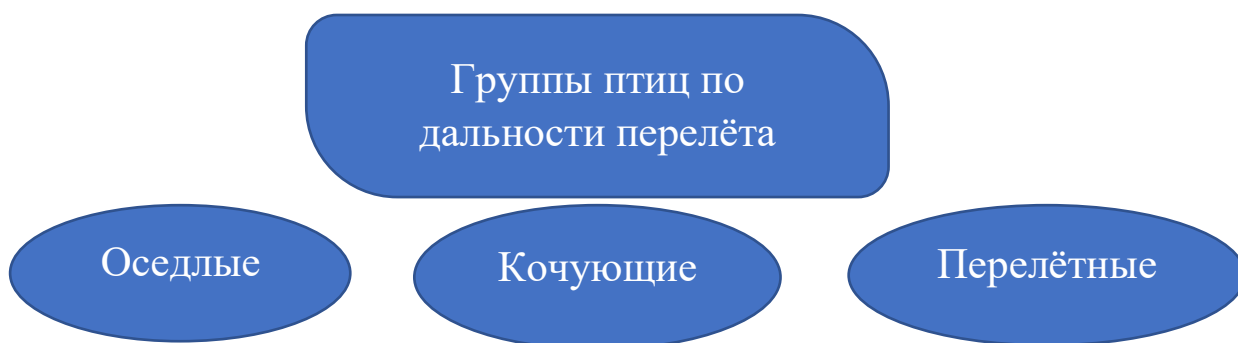 Группы птиц по
дальности перелёта
Оседлые
Кочующие
Перелётные